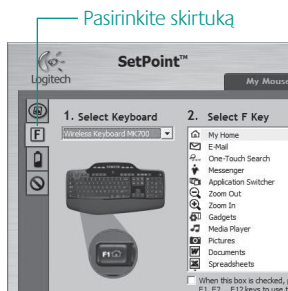 Pasirinkite skirtuką
Logitech
SetPoint™
My Mouse
F
1. Select Keyboard
2. Select F Key
Wireless Keyboard MK700
My Home
E-Mail
One-Touch Search
Messenger
Application Switcher
Zoom Out
Zoom In
Gadgets
Media Player
Pictures
Documents
Spreadsheets
F1
When this box is checked,
F1, F2 ... F12 keys to use